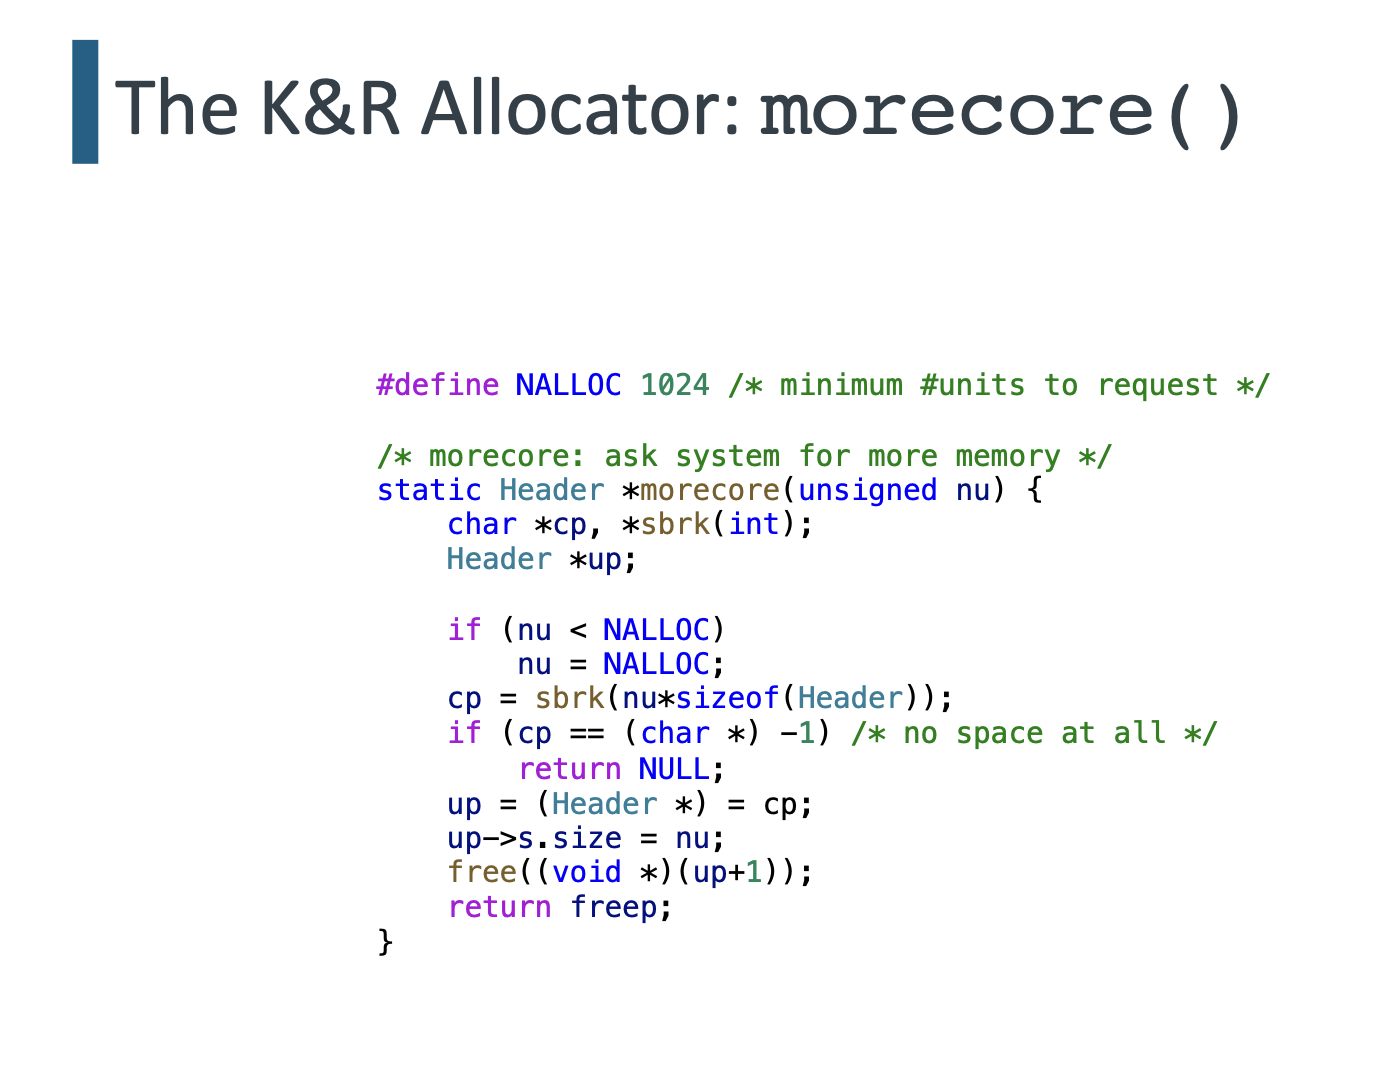 The K&R Allocator: morecore()
#define NALLOC 1024 /* minimum #units to request */
/* morecore: ask system for more memory */
static Header *morecore(unsigned nu) {
    char *cp, *sbrk(int);
    Header *up;
    if (nu < NALLOC)
        nu = NALLOC;
    cp = sbrk(nu*sizeof(Header));
    if (cp == (char *) -1) /* no space at all */
        return NULL;
    up = (Header *) = cp;
    up->s.size = nu;
    free((void *)(up+1));
    return freep;
}